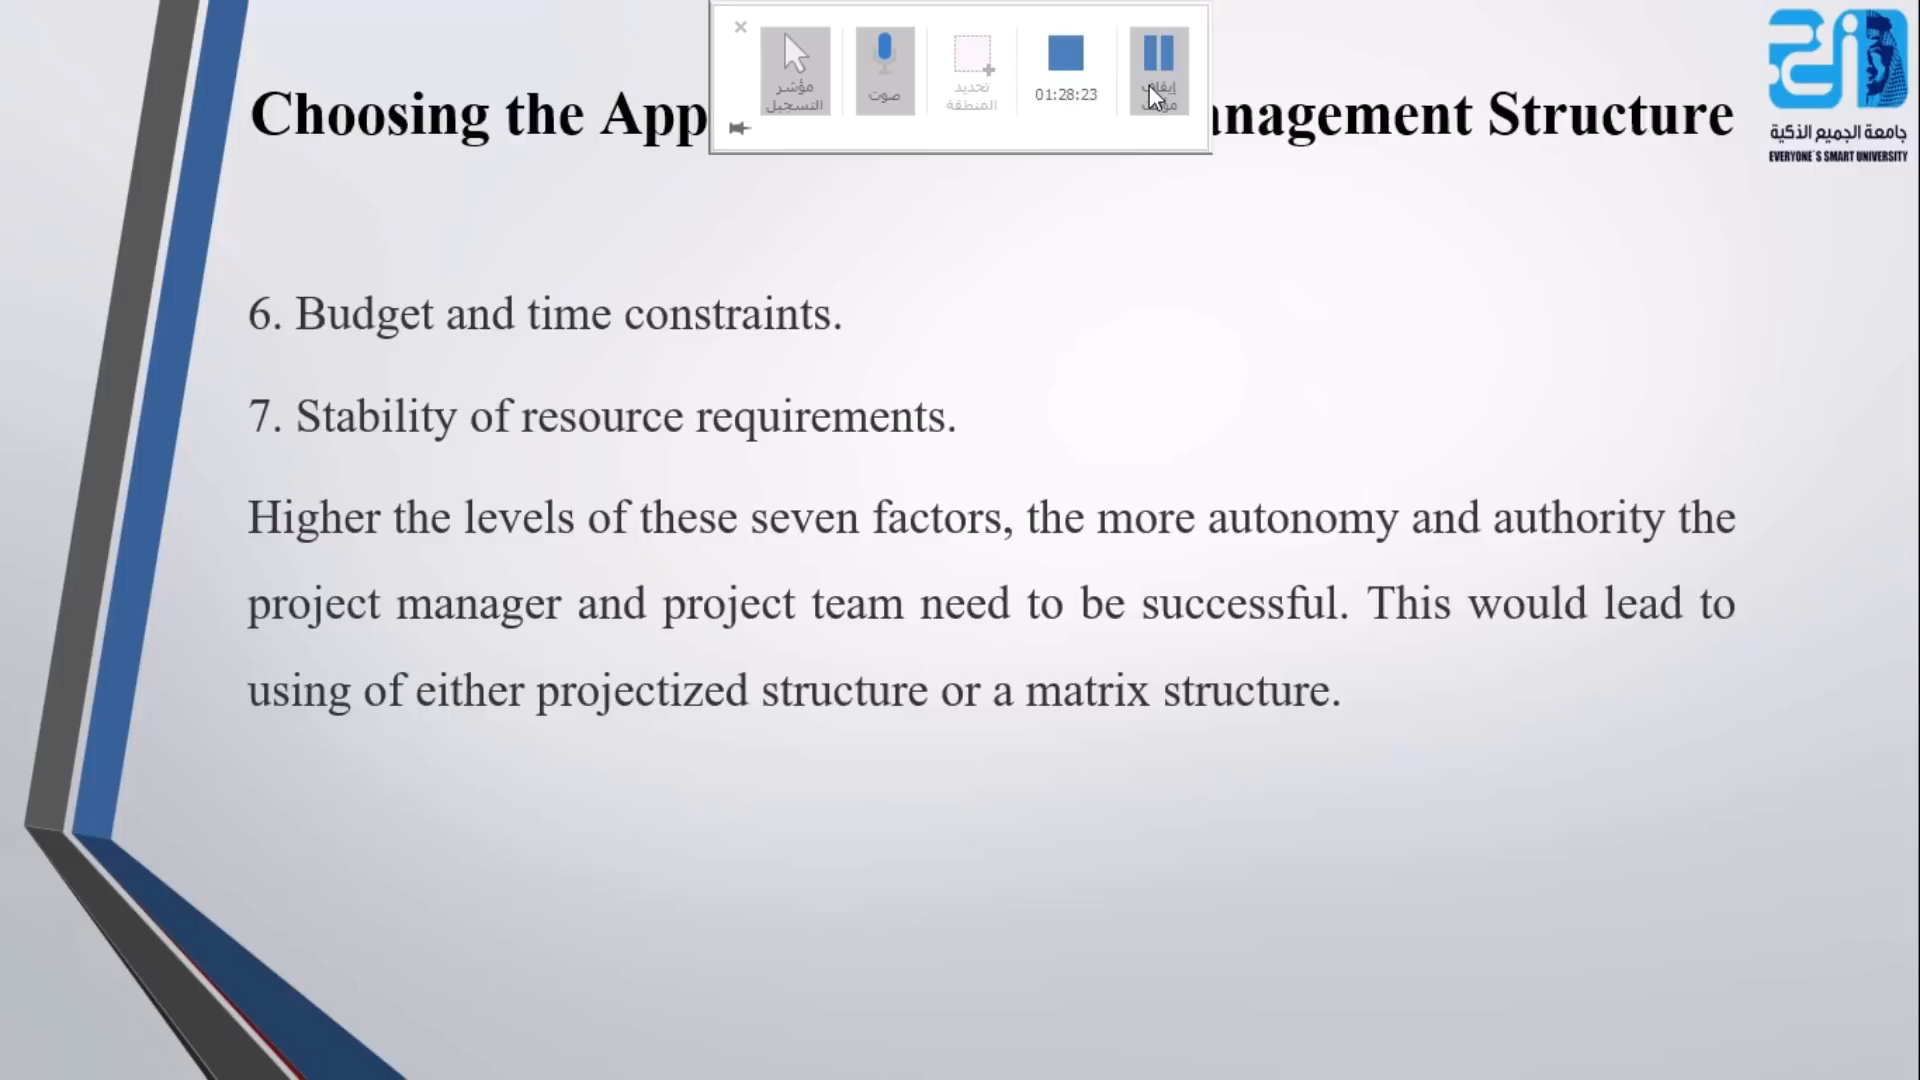 مؤشر
التسجيل
صوت
تحديد
المنطقة
01:28:23
إيقاف
Choosing the App
anagement Structure
جامعة الجميع الذكية
EVERYONE`S SMART UNIVERSITY
6. Budget and time constraints.
7. Stability of resource requirements.
Higher the levels of these seven factors, the more autonomy and authority the
project manager and project team need to be successful. This would lead to
using of either projectized structure or a matrix structure.